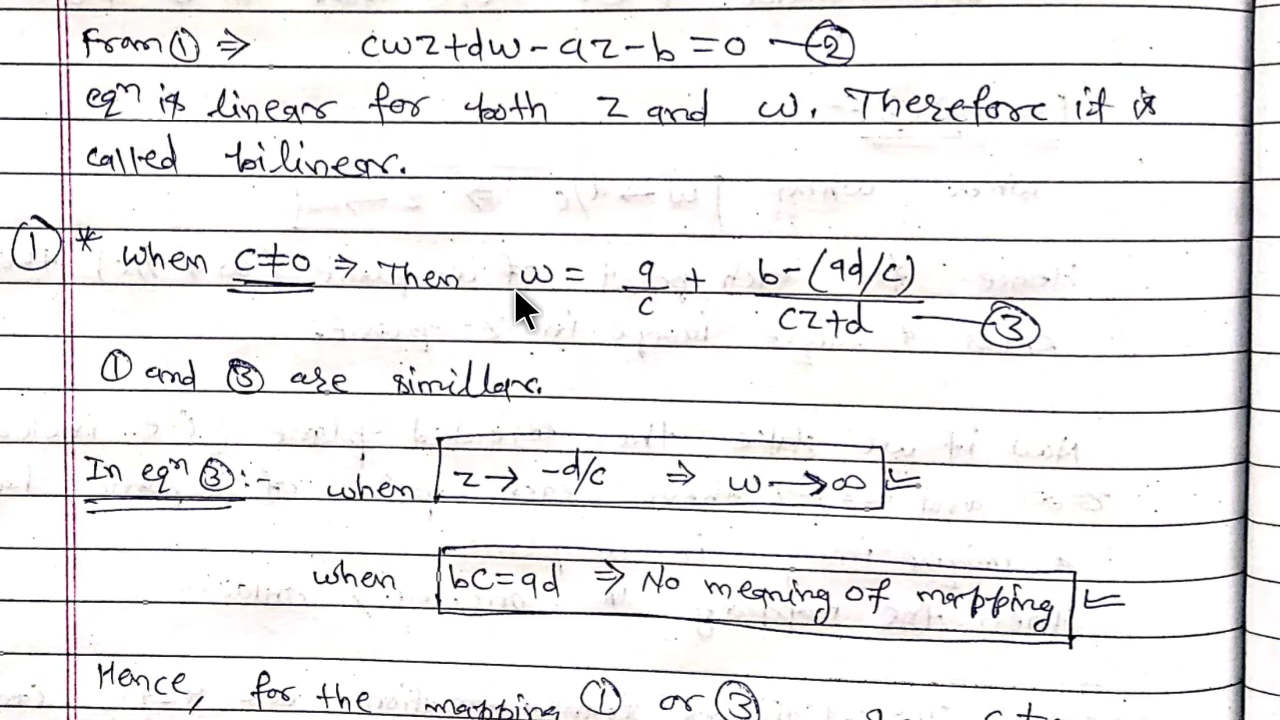 From ① ⇒ cwz+dw-az-b=0 —②
eqⁿ is linear for both z and w. Therefore it is
called bilinear.
① * when c≠0 ⇒ Then w = a/c + (b-(ad/c))/(cz+d) —③
① and ③ are simillar.
In eqⁿ ③:- when z → -d/c ⇒ w → ∞
when bc=ad ⇒ No meaning of mapping
Hence, for the mapping ① or ③